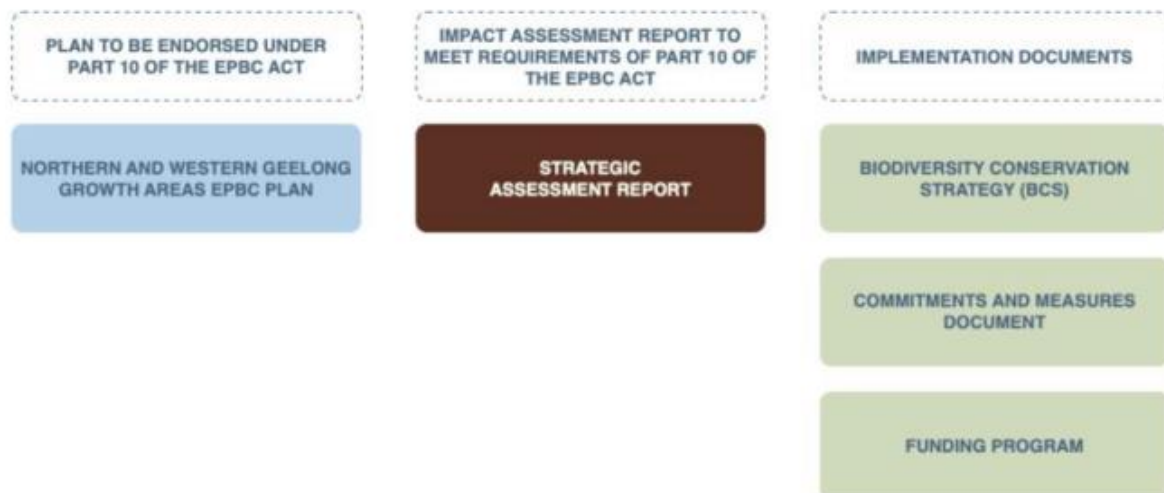 PLAN TO BE ENDORSED UNDER
PART 10 OF THE EPBC ACT
NORTHERN AND WESTERN GEELONG
GROWTH AREAS EPBC PLAN
IMPACT ASSESSMENT REPORT TO
MEET REQUIREMENTS OF PART 10 OF
THE EPBC ACT
STRATEGIC
ASSESSMENT REPORT
IMPLEMENTATION DOCUMENTS
BIODIVERSITY CONSERVATION
STRATEGY (BCS)
COMMITMENTS AND MEASURES
DOCUMENT
FUNDING PROGRAM